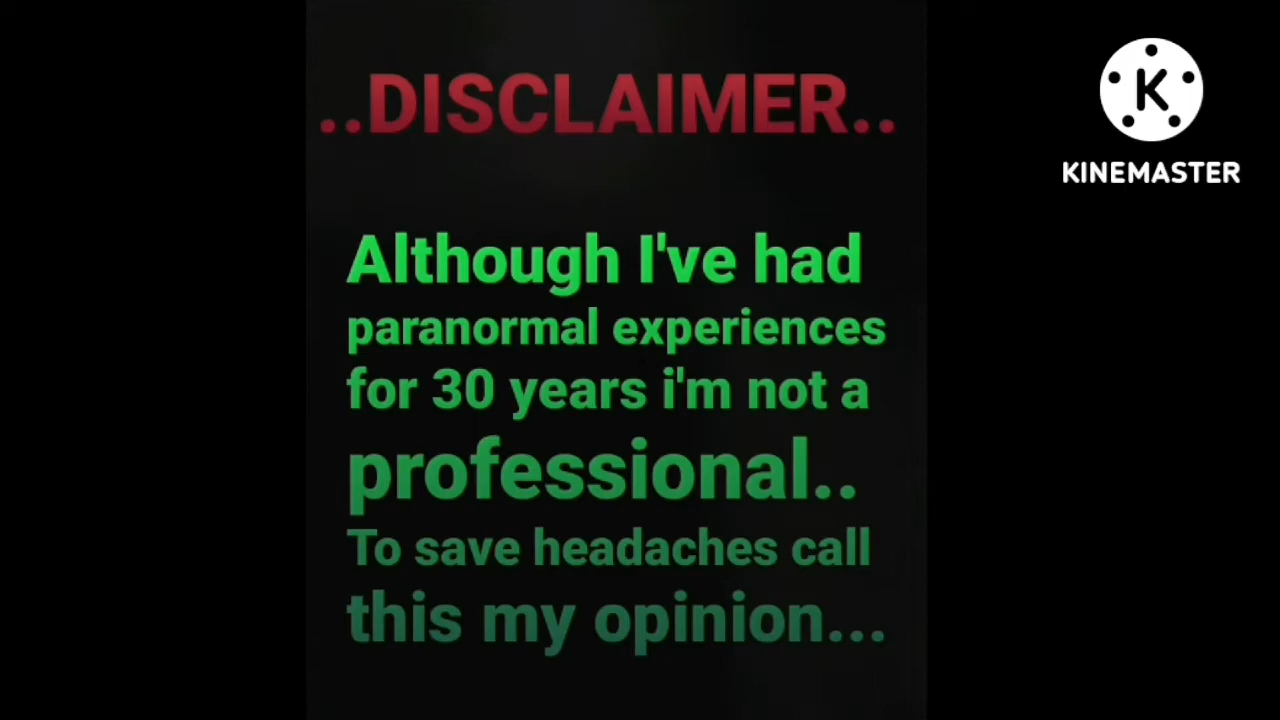 ..DISCLAIMER..
Although I've had
paranormal experiences
for 30 years i'm not a
professional..
To save headaches call
this my opinion...
K
KINEMASTER